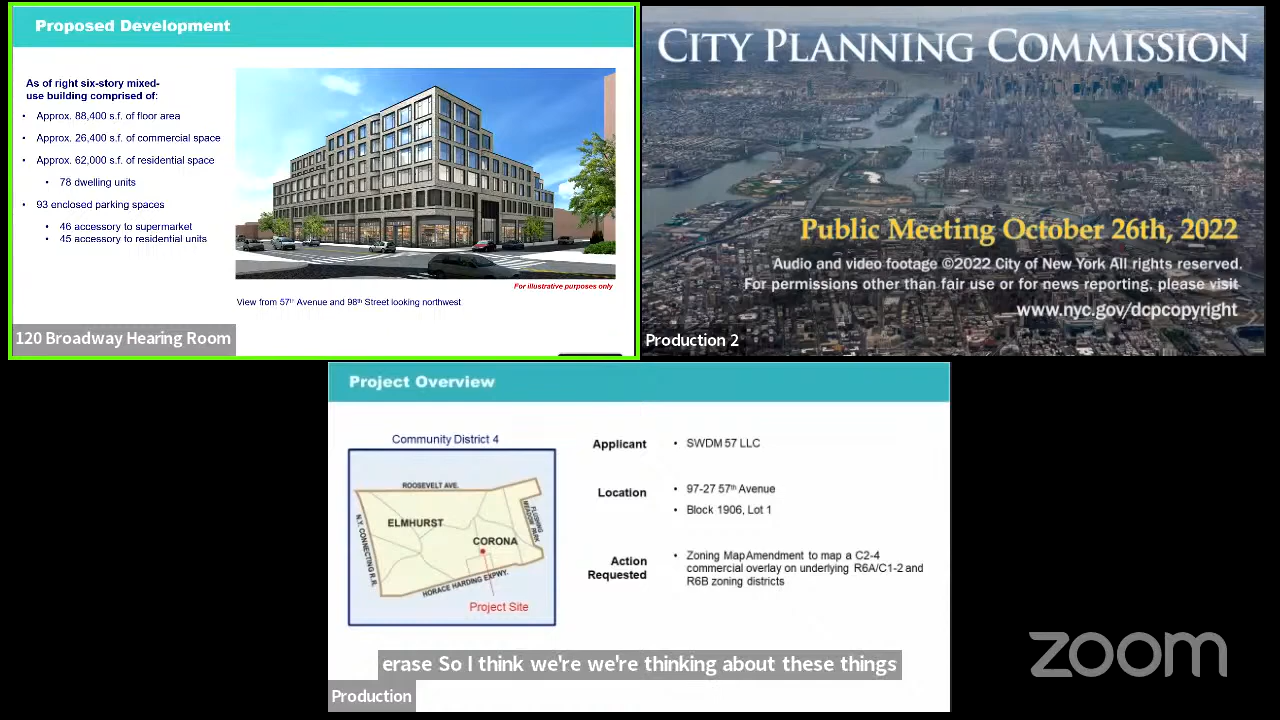 Proposed Development
As of right six-story mixed-
use building comprised of:
• Approx. 88,400 s.f. of floor area
• Approx. 26,400 s.f. of commercial space
• Approx. 62,000 s.f. of residential space
• 78 dwelling units
• 93 enclosed parking spaces
• 46 accessory to supermarket
• 45 accessory to residential units
For illustrative purposes only
View from 57th Avenue and 98th Street looking northwest
120 Broadway Hearing Room
CITY PLANNING COMMISSION
Public Meeting October 26th, 2022
Audio and video footage ©2022 City of New York All rights reserved.
For permissions other than fair use or for news reporting, please visit
www.nyc.gov/dcpcopyright
Production 2
Project Overview
Community District 4
ROOSEVELT AVE.
ELMHURST
CORONA
FLUSHING
MEADOW PARK
N.Y. CONNECTING R.R.
HORACE HARDING EXPWY.
Project Site
Applicant • SWDM 57 LLC
Location • 97-27 57th Avenue
• Block 1906, Lot 1
Action
Requested
• Zoning Map Amendment to map a C2-4
commercial overlay on underlying R6A/C1-2 and
R6B zoning districts
erase So I think we're we're thinking about these things
Production
zoom